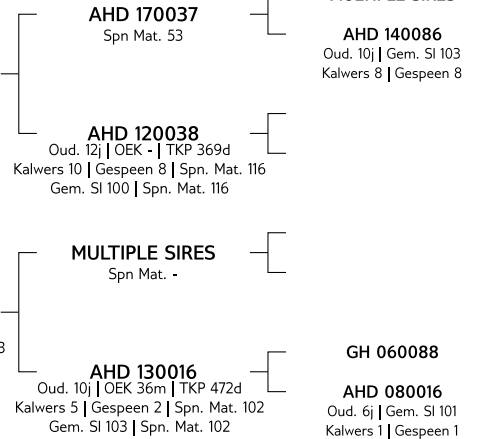 AHD 170037
Spn Mat. 53
AHD 140086
Oud. 10j | Gem. SI 103
Kalwers 8 | Gespeen 8
AHD 120038
Oud. 12j | OEK - | TKP 369d
Kalwers 10 | Gespeen 8 | Spn. Mat. 116
Gem. SI 100 | Spn. Mat. 116
MULTIPLE SIRES
Spn Mat. -
GH 060088
AHD 130016
Oud. 10j | OEK 36m | TKP 472d
Kalwers 5 | Gespeen 2 | Spn. Mat. 102
Gem. SI 103 | Spn. Mat. 102
AHD 080016
Oud. 6j | Gem. SI 101
Kalwers 1 | Gespeen 1